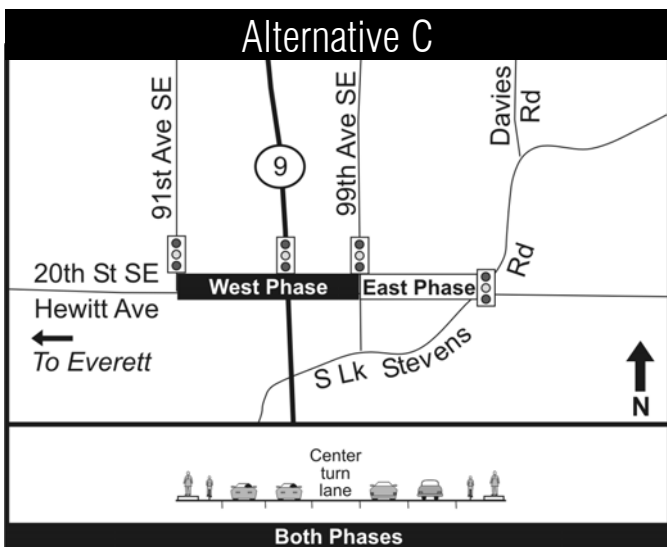 Alternative C
91st Ave SE
9
99th Ave SE
Davies
Rd
20th St SE
West Phase
East Phase
Rd
Hewitt Ave
To Everett
S Lk Stevens
N
Center
turn
lane
Both Phases